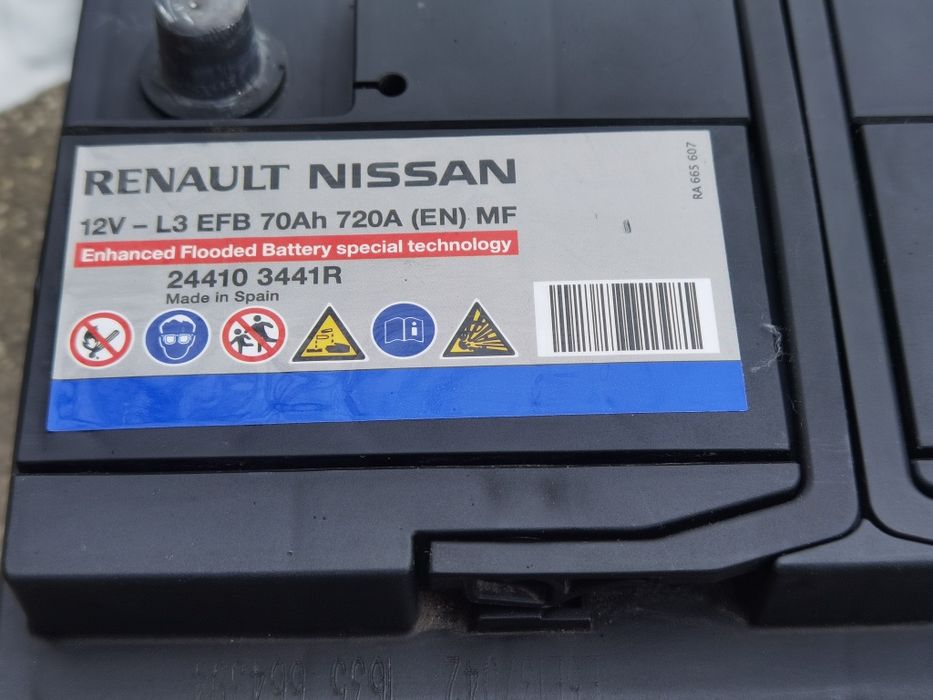 RENAULT NISSAN
12V – L3 EFB 70Ah 720A (EN) MF
Enhanced Flooded Battery special technology
24410 3441R
Made in Spain
RA 665 607